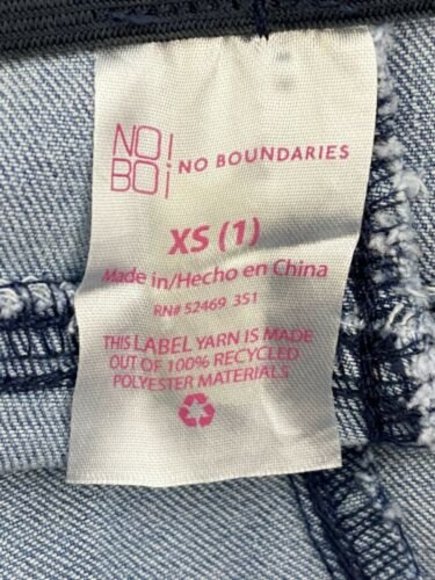 NO!
BO¡
NO BOUNDARIES
XS (1)
Made in/Hecho en China
RN# 52469 351
THIS LABEL YARN IS MADE
OUT OF 100% RECYCLED
POLYESTER MATERIALS